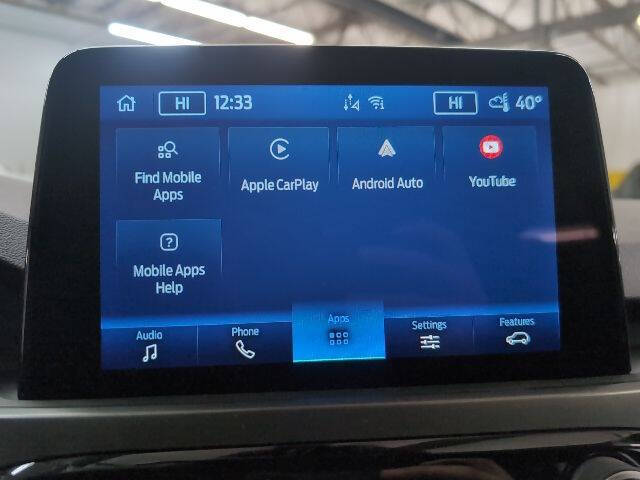 HI 12:33 HI 40°
Find Mobile
Apps
Apple CarPlay
Android Auto
YouTube
Mobile Apps
Help
Audio
Phone
Apps
Settings
Features